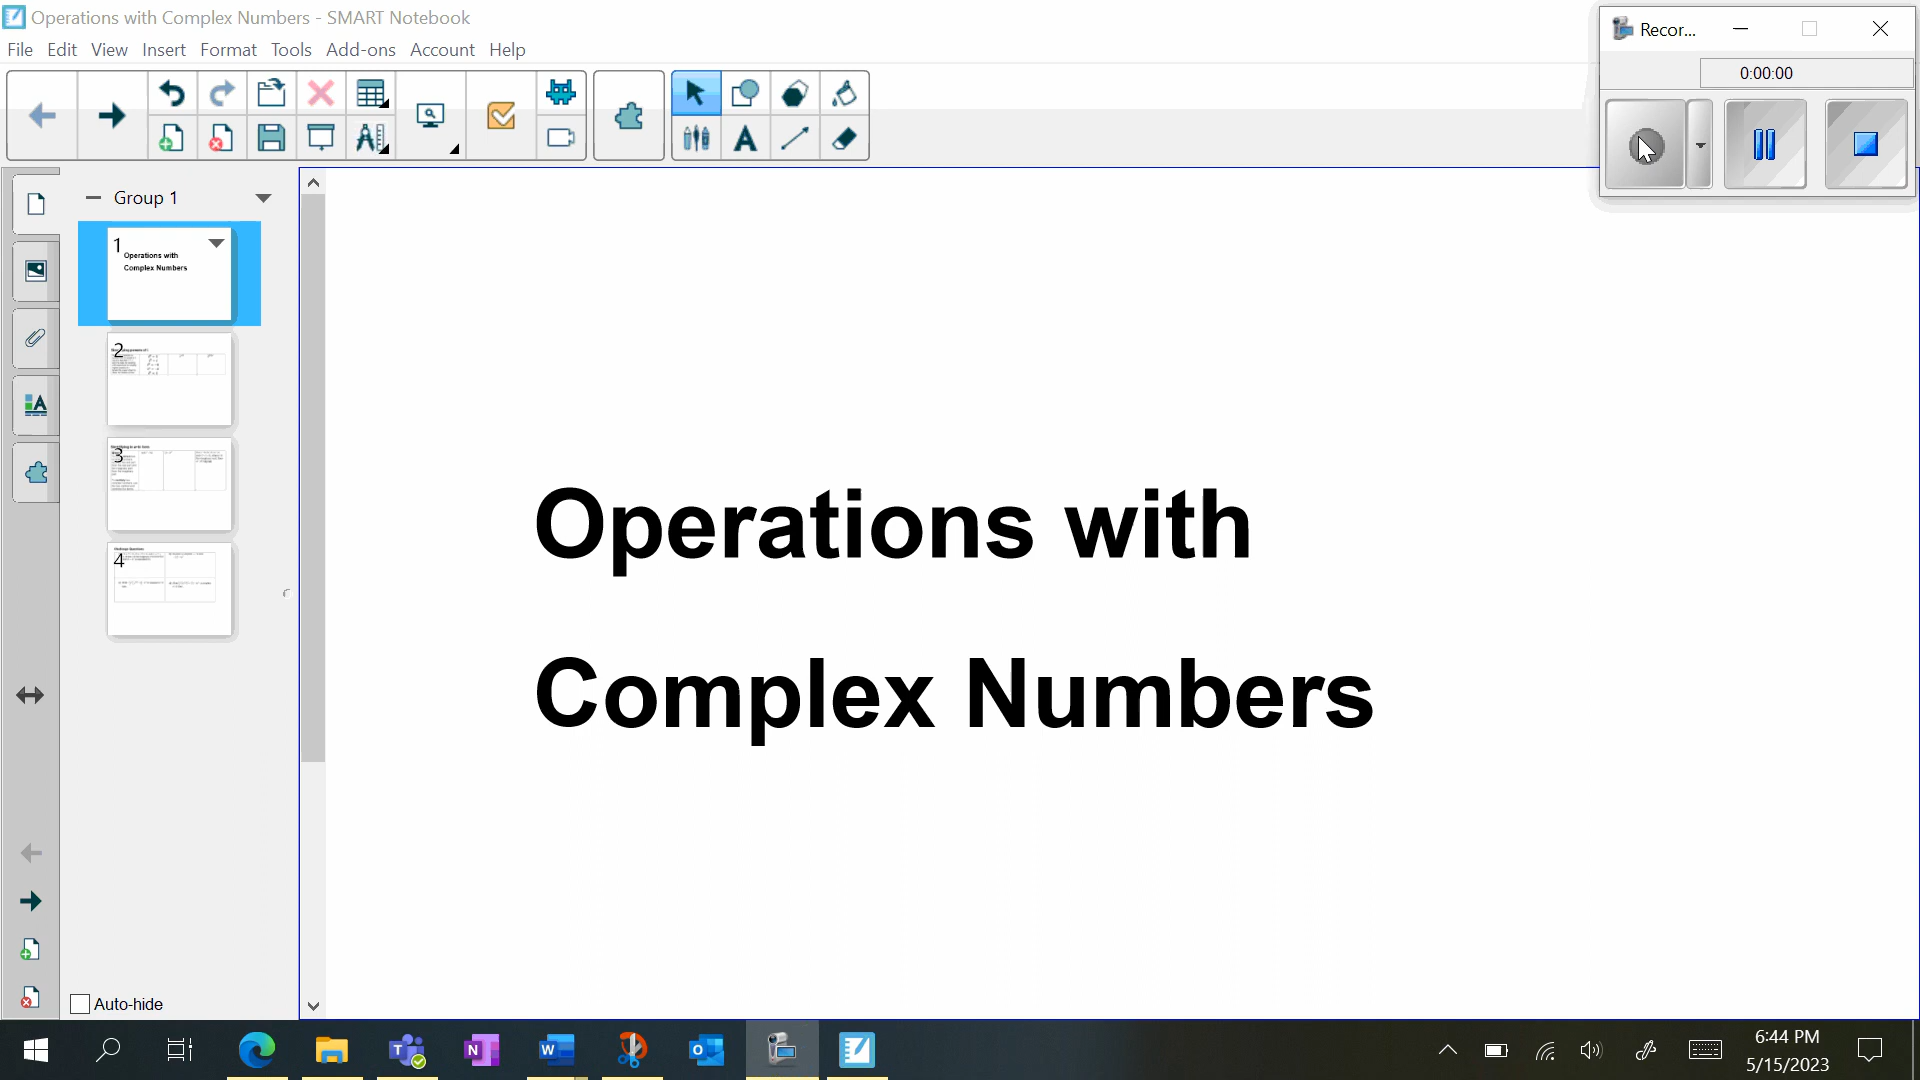 Operations with Complex Numbers - SMART Notebook
File Edit View Insert Format Tools Add-ons Account Help
Recor...
0:00:00
Group 1
1
Operations with
Complex Numbers
2
3
4
Operations with
Complex Numbers
Auto-hide
6:44 PM
5/15/2023